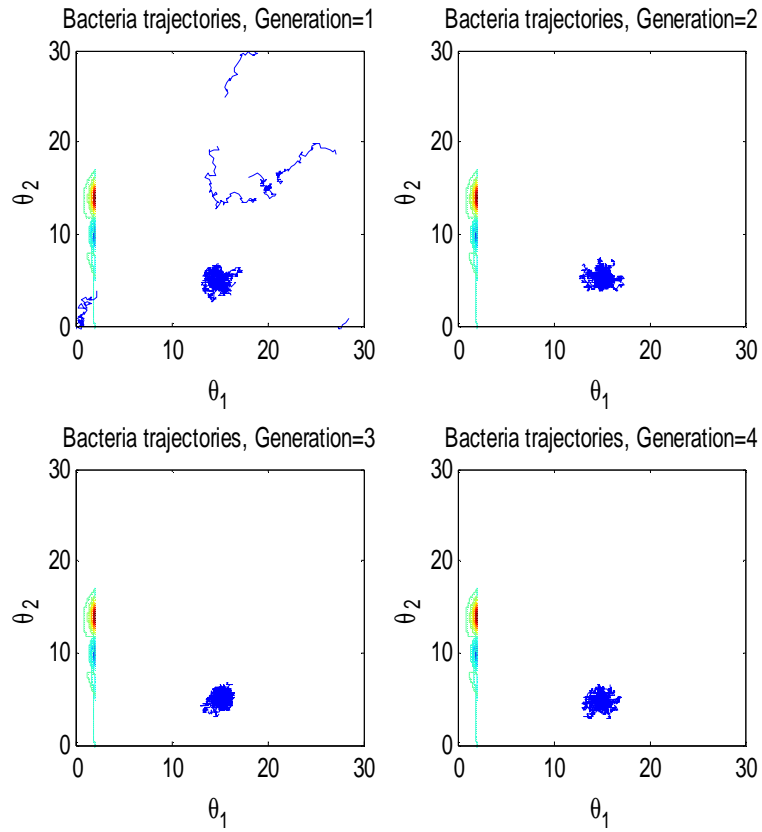 Bacteria trajectories, Generation=1
Bacteria trajectories, Generation=2
30
20
10
0
θ2
0 10 20 30
θ1
30
20
10
0
θ2
0 10 20 30
θ1
Bacteria trajectories, Generation=3
Bacteria trajectories, Generation=4
30
20
10
0
θ2
0 10 20 30
θ1
30
20
10
0
θ2
0 10 20 30
θ1